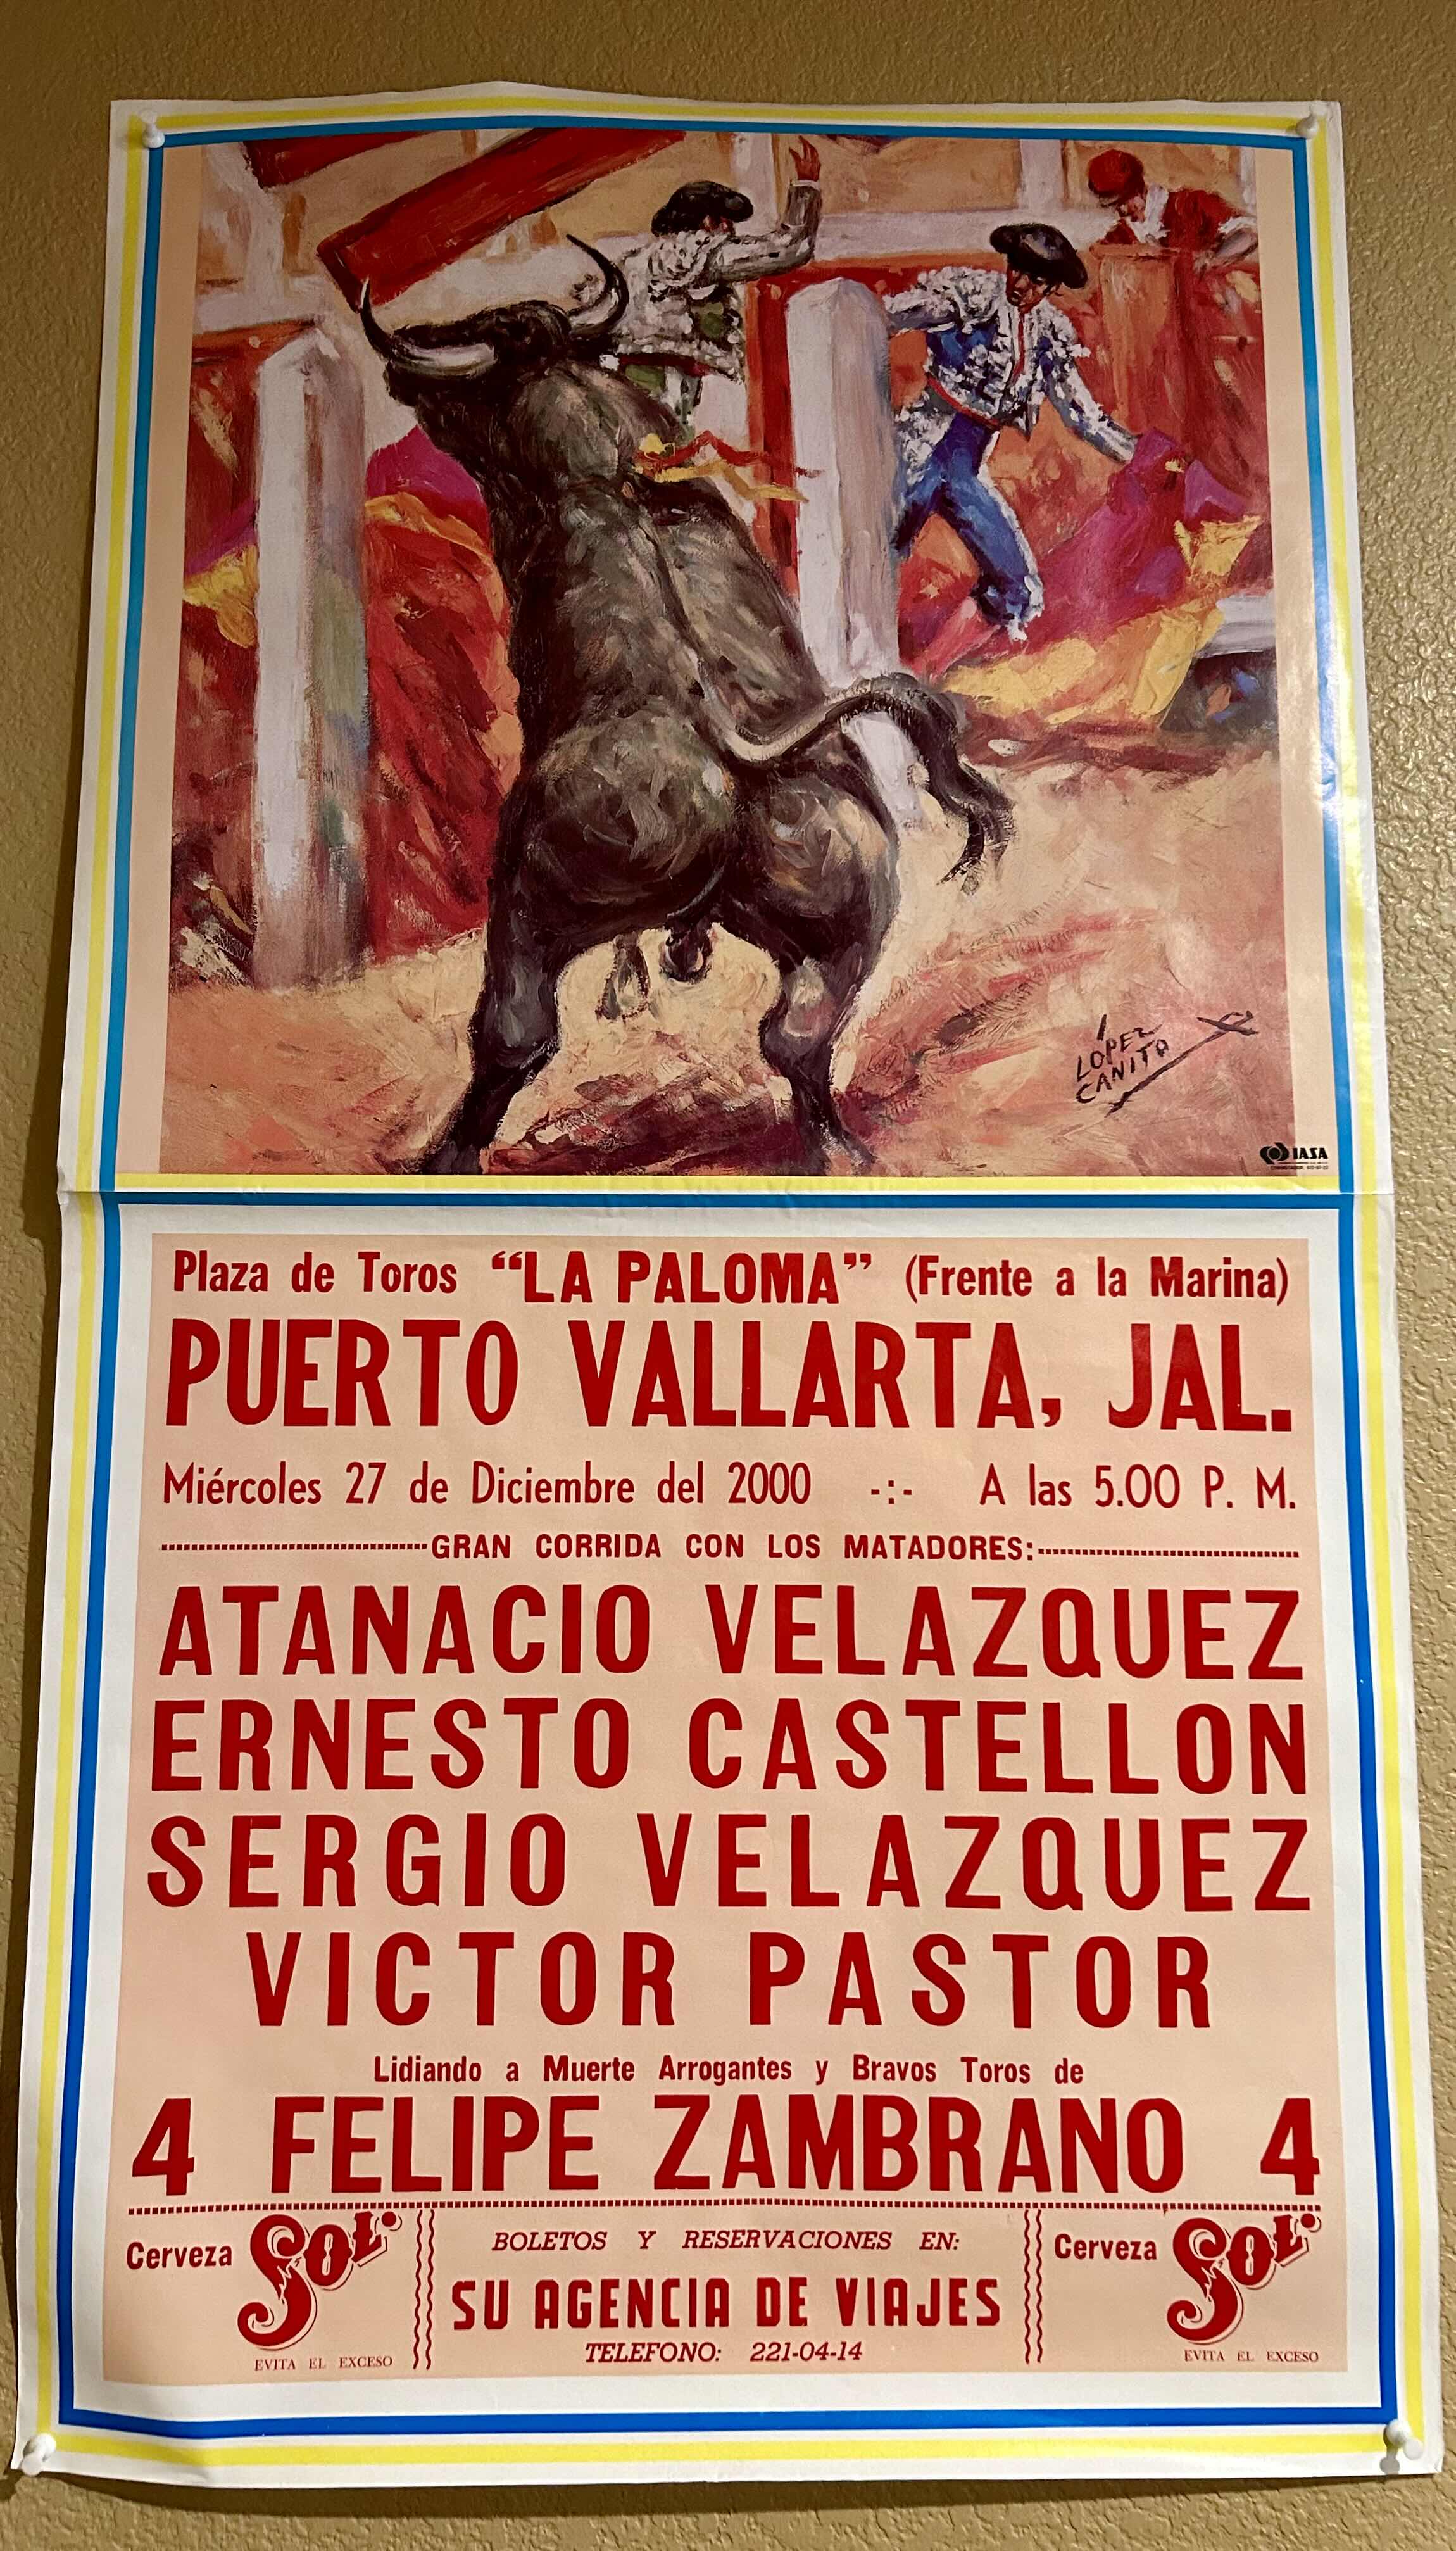 LOPEZ
CANITO
IASA
Plaza de Toros “LA PALOMA” (Frente a la Marina)
PUERTO VALLARTA, JAL.
Miércoles 27 de Diciembre del 2000 -:- A las 5.00 P. M.
GRAN CORRIDA CON LOS MATADORES:
ATANACIO VELAZQUEZ
ERNESTO CASTELLON
SERGIO VELAZQUEZ
VICTOR PASTOR
Lidiando a Muerte Arrogantes y Bravos Toros de
4 FELIPE ZAMBRANO 4
Cerveza SOL
EVITA EL EXCESO
BOLETOS Y RESERVACIONES EN:
SU AGENCIA DE VIAJES
TELEFONO: 221-04-14
Cerveza SOL
EVITA EL EXCESO